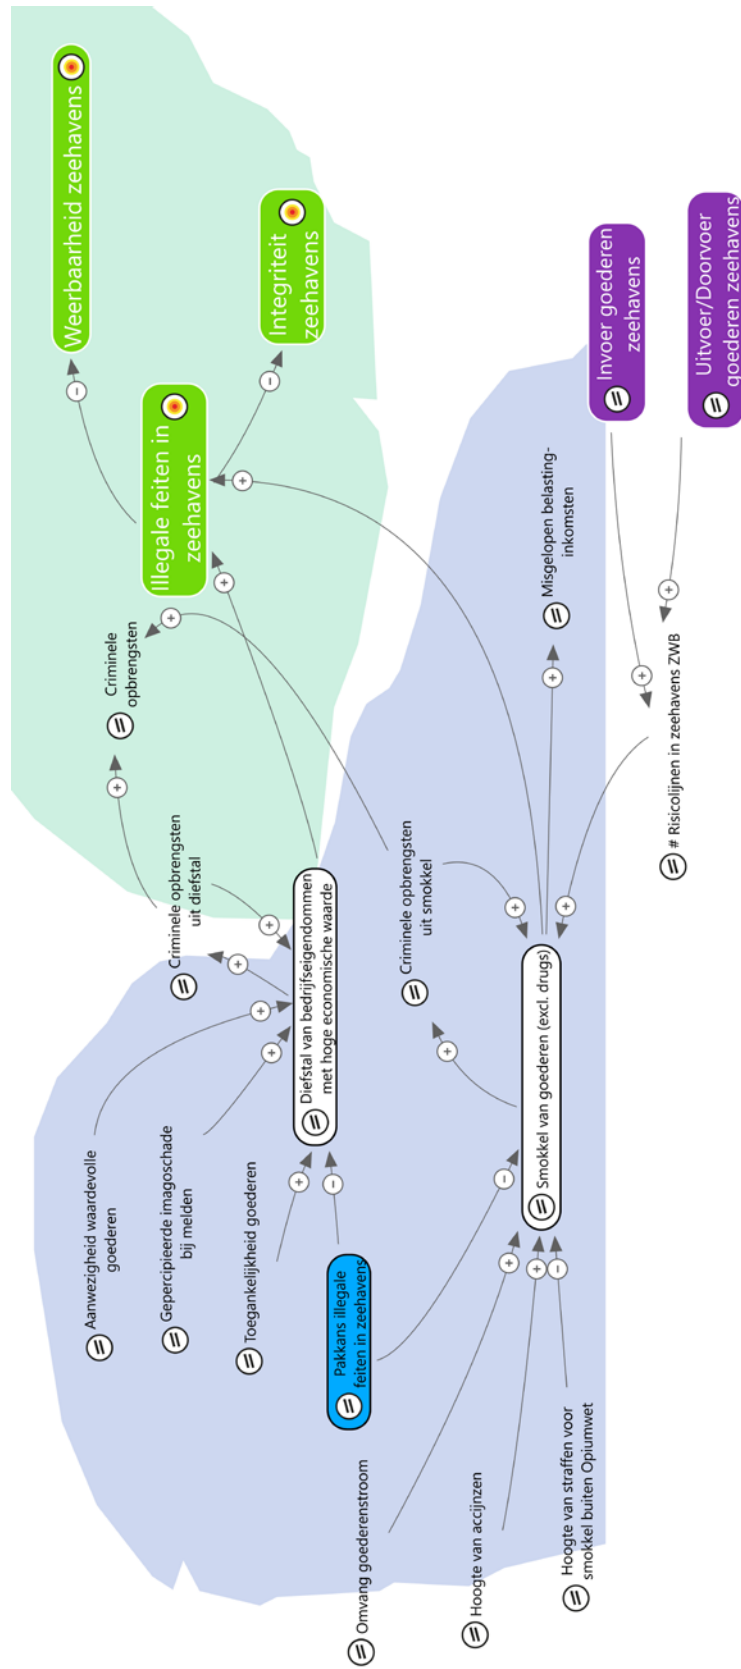 Weerbaarheid zeehavens
Integriteit
zeehavens
Illegale feiten in
zeehavens
Criminele
opbrengsten
Criminele opbrengsten
uit diefstal
Aanwezigheid waardevolle
goederen
Gepercipieerde imagoschade
bij melden
Toegankelijkheid goederen
Diefstal van bedrijfseigendommen
met hoge economische waarde
Pakkans illegale
feiten in zeehavens
Criminele opbrengsten
uit smokkel
Omvang goederenstroom
Hoogte van accijnzen
Hoogte van straffen voor
smokkel buiten Opiumwet
Smokkel van goederen (excl. drugs)
Misgelopen belasting-
inkomsten
Invoer goederen
zeehavens
Uitvoer/Doorvoer
goederen zeehavens
# Risicolijnen in zeehavens ZWB